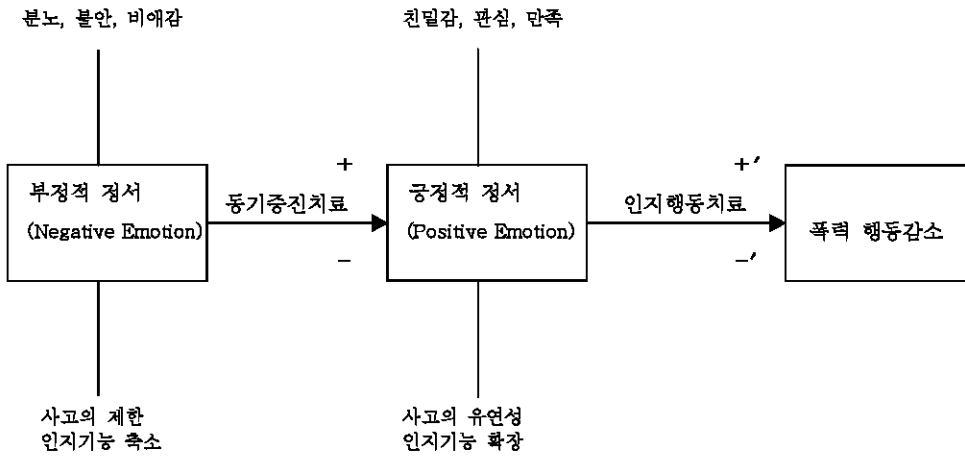 분노, 불안, 비애감
친밀감, 관심, 만족
+
+′
부정적 정서
(Negative Emotion)
동기증진치료
긍정적 정서
(Positive Emotion)
인지행동치료
폭력 행동감소
−
−′
사고의 제한
인지기능 축소
사고의 유연성
인지기능 확장